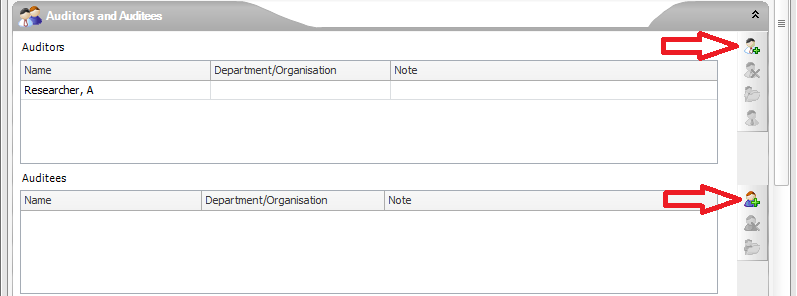 Auditors and Auditees
Auditors
Name Department/Organisation Note
Researcher, A
Auditees
Name Department/Organisation Note